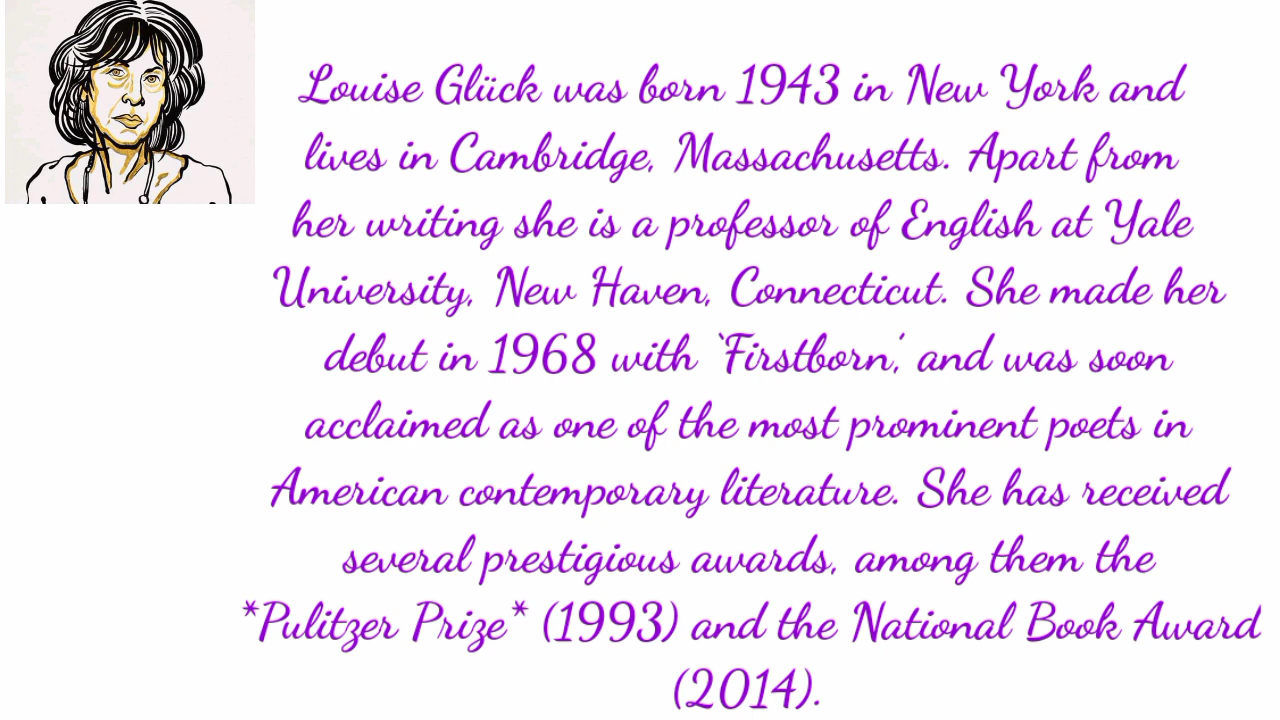 Louise Glück was born 1943 in New York and
lives in Cambridge, Massachusetts. Apart from
her writing she is a professor of English at Yale
University, New Haven, Connecticut. She made her
debut in 1968 with ‘Firstborn’, and was soon
acclaimed as one of the most prominent poets in
American contemporary literature. She has received
several prestigious awards, among them the
*Pulitzer Prize* (1993) and the National Book Award
(2014).